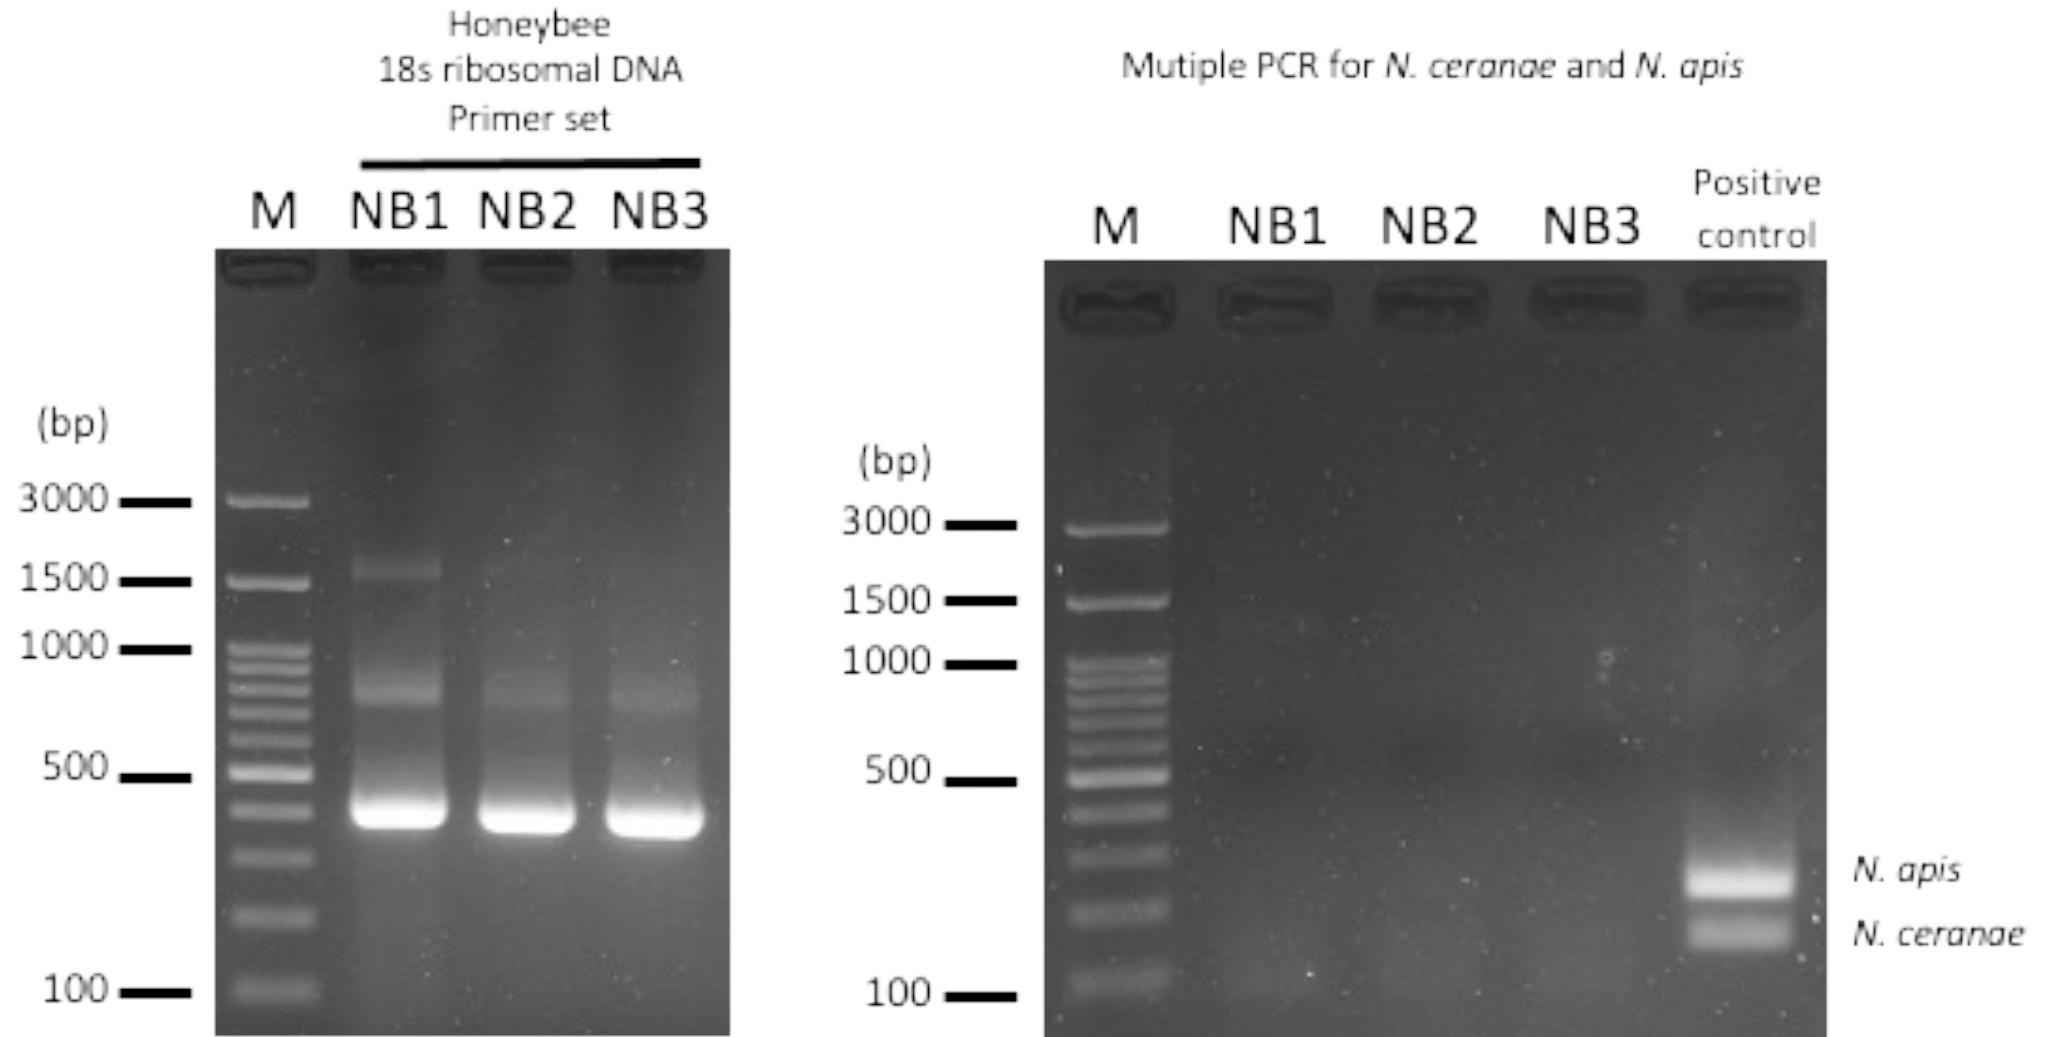 Honeybee
18s ribosomal DNA
Primer set
M NB1 NB2 NB3
(bp)
3000
1500
1000
500
100
Mutiple PCR for N. ceranae and N. apis
M NB1 NB2 NB3 Positive
control
(bp)
3000
1500
1000
500
100
N. apis
N. ceranae